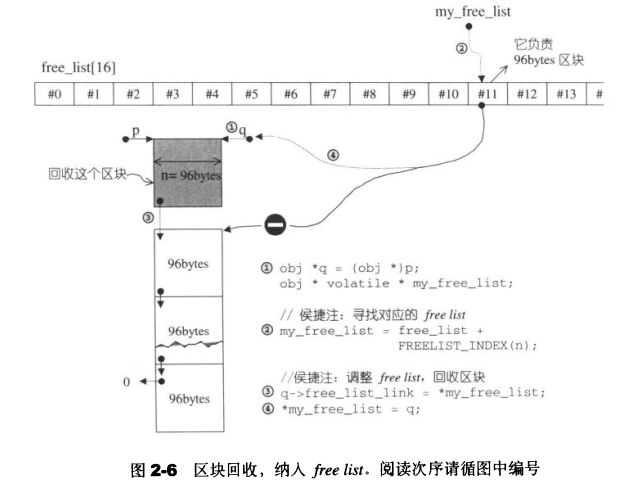 my_free_list
②
它负责
96bytes 区块
free_list[16]
#0 #1 #2 #3 #4 #5 #6 #7 #8 #9 #10 #11 #12 #13 #
p ① q
④
回收这个区块 n= 96bytes
③
96bytes
96bytes
0
96bytes
① obj *q = (obj *)p;
obj * volatile * my_free_list;
// 侯捷注：寻找对应的 free list
② my_free_list = free_list +
FREELIST_INDEX(n);
//侯捷注：调整 free list，回收区块
③ q->free_list_link = *my_free_list;
④ *my_free_list = q;
图 2-6 区块回收，纳入 free list。阅读次序请循图中编号